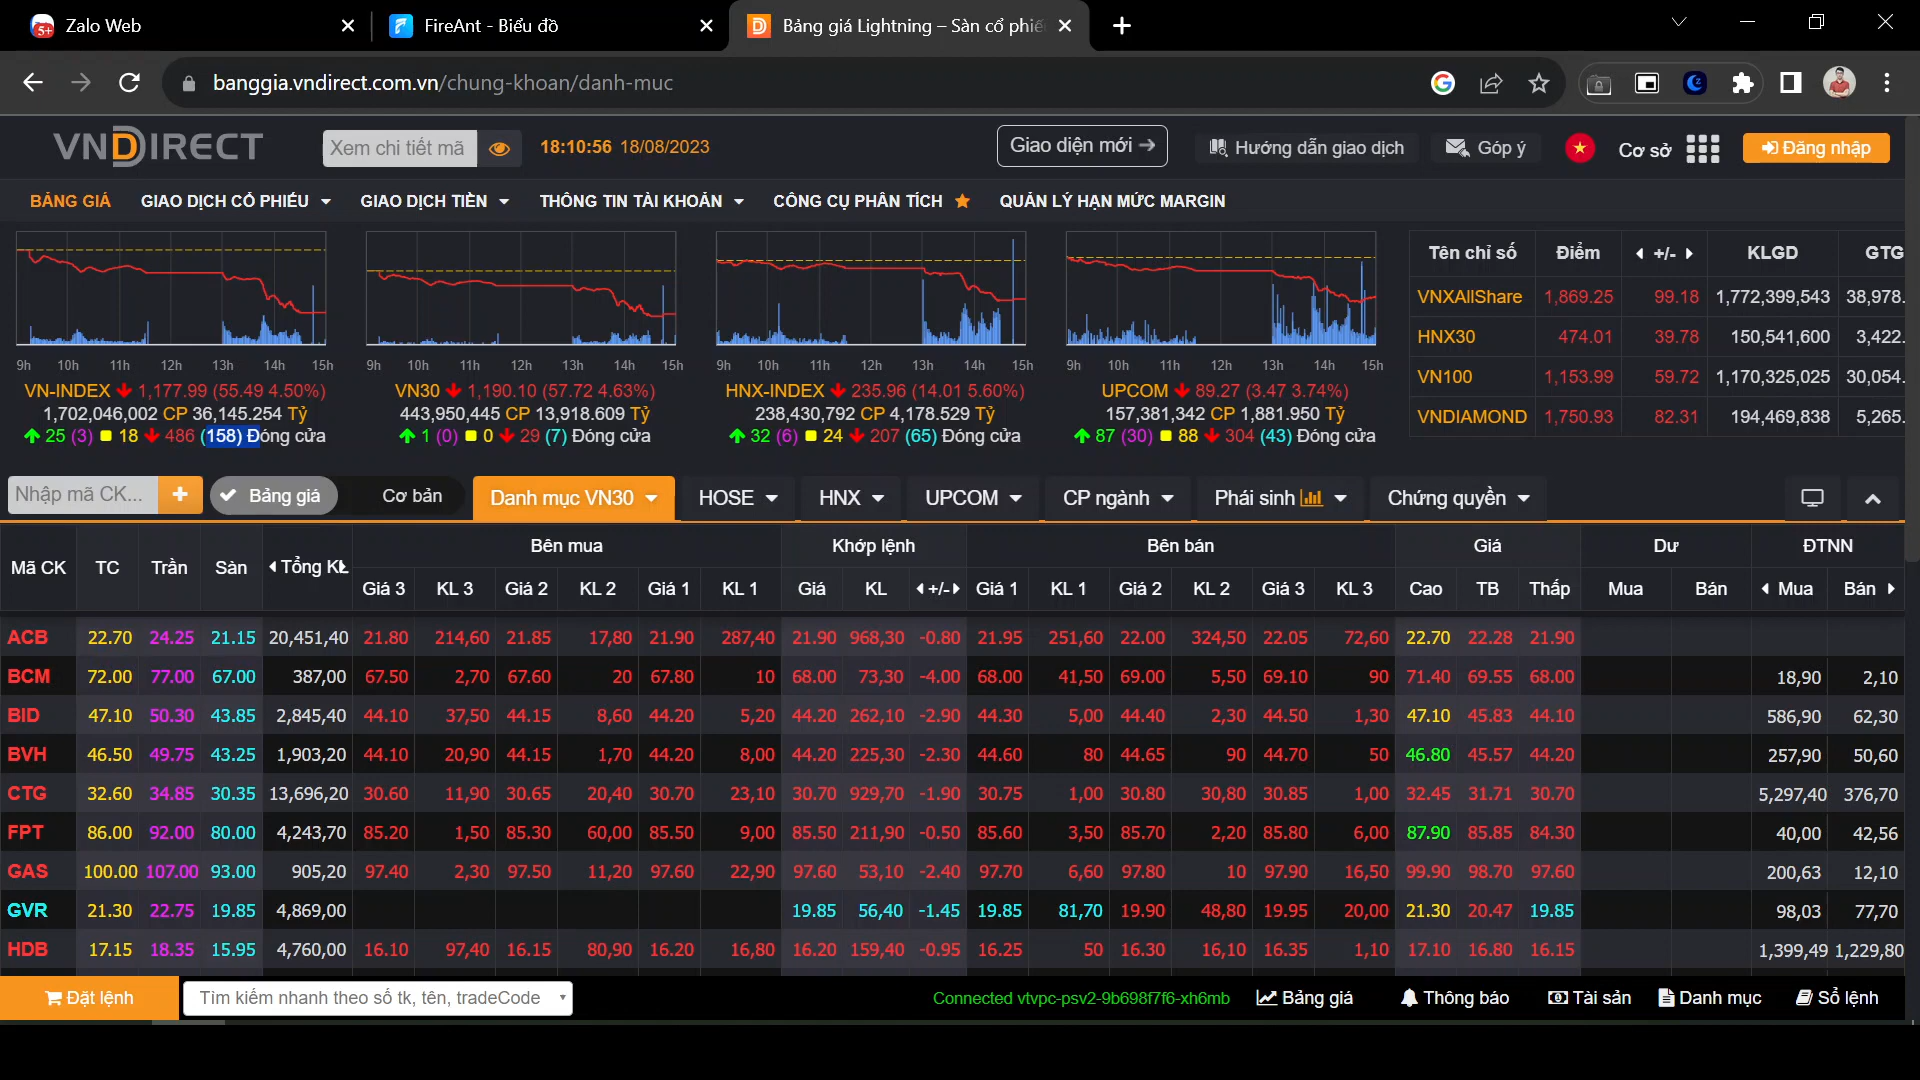 Zalo Web
FireAnt - Biểu đồ
Bảng giá Lightning – Sàn cổ phiế
banggia.vndirect.com.vn/chung-khoan/danh-muc
VNDIRECT
Xem chi tiết mã
18:10:56 18/08/2023
Giao diện mới
Hướng dẫn giao dịch
Góp ý
Cơ sở
Đăng nhập
BẢNG GIÁ GIAO DỊCH CỔ PHIẾU GIAO DỊCH TIỀN THÔNG TIN TÀI KHOẢN CÔNG CỤ PHÂN TÍCH QUẢN LÝ HẠN MỨC MARGIN
9h 10h 11h 12h 13h 14h 15h
VN-INDEX 1,177.99 (55.49 4.50%)
1,702,046,002 CP 36,145.254 Tỷ
25 (3) 18 486 (158) Đóng cửa
9h 10h 11h 12h 13h 14h 15h
VN30 1,190.10 (57.72 4.63%)
443,950,445 CP 13,918.609 Tỷ
1 (0) 0 29 (7) Đóng cửa
9h 10h 11h 12h 13h 14h 15h
HNX-INDEX 235.96 (14.01 5.60%)
238,430,792 CP 4,178.529 Tỷ
32 (6) 24 207 (65) Đóng cửa
9h 10h 11h 12h 13h 14h 15h
UPCOM 89.27 (3.47 3.74%)
157,381,342 CP 1,881.950 Tỷ
87 (30) 88 304 (43) Đóng cửa
Tên chỉ số Điểm +/- KLGD GTG
VNXAllShare 1,869.25 99.18 1,772,399,543 38,978.
HNX30 474.01 39.78 150,541,600 3,422.
VN100 1,153.99 59.72 1,170,325,025 30,054.
VNDIAMOND 1,750.93 82.31 194,469,838 5,265.
Nhập mã CK... + Bảng giá Cơ bản Danh mục VN30 HOSE HNX UPCOM CP ngành Phái sinh Chứng quyền
Mã CK TC Trần Sàn Tổng KL Bên mua Khớp lệnh Bên bán Giá Dư ĐTNN
Giá 3 KL 3 Giá 2 KL 2 Giá 1 KL 1 Giá KL +/- Giá 1 KL 1 Giá 2 KL 2 Giá 3 KL 3 Cao TB Thấp Mua Bán Mua Bán
ACB 22.70 24.25 21.15 20,451,40 21.80 214,60 21.85 17,80 21.90 287,40 21.90 968,30 -0.80 21.95 251,60 22.00 324,50 22.05 72,60 22.70 22.28 21.90
BCM 72.00 77.00 67.00 387,00 67.50 2,70 67.60 20 67.80 10 68.00 73,30 -4.00 68.00 41,50 69.00 5,50 69.10 90 71.40 69.55 68.00 18,90 2,10
BID 47.10 50.30 43.85 2,845,40 44.10 37,50 44.15 8,60 44.20 5,20 44.20 262,10 -2.90 44.30 5,00 44.40 2,30 44.50 1,30 47.10 45.83 44.10 586,90 62,30
BVH 46.50 49.75 43.25 1,903,20 44.10 20,90 44.15 1,70 44.20 8,00 44.20 225,30 -2.30 44.60 80 44.65 90 44.70 50 46.80 45.57 44.20 257,90 50,60
CTG 32.60 34.85 30.35 13,696,20 30.60 11,90 30.65 20,40 30.70 23,10 30.70 929,70 -1.90 30.75 1,00 30.80 30,80 30.85 1,00 32.45 31.71 30.70 5,297,40 376,70
FPT 86.00 92.00 80.00 4,243,70 85.20 1,50 85.30 60,00 85.50 9,00 85.50 211,90 -0.50 85.60 3,50 85.70 2,20 85.80 6,00 87.90 85.85 84.30 40,00 42,56
GAS 100.00 107.00 93.00 905,20 97.40 2,30 97.50 11,20 97.60 22,90 97.60 53,10 -2.40 97.70 6,60 97.80 10 97.90 16,50 99.90 98.70 97.60 200,63 12,10
GVR 21.30 22.75 19.85 4,869,00 19.85 56,40 -1.45 19.85 81,70 19.90 48,80 19.95 20,00 21.30 20.47 19.85 98,03 77,70
HDB 17.15 18.35 15.95 4,760,00 16.10 97,40 16.15 80,90 16.20 16,80 16.20 159,40 -0.95 16.25 50 16.30 16,10 16.35 1,10 17.10 16.80 16.15 1,399,49 1,229,80
Đặt lệnh Tìm kiếm nhanh theo số tk, tên, tradeCode Connected vtvpc-psv2-9b698f7f6-xh6mb Bảng giá Thông báo Tài sản Danh mục Sổ lệnh